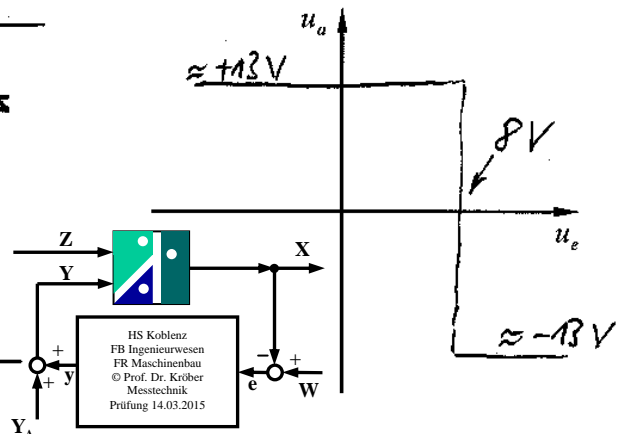 u_a
≈ +13 V
8 V
u_e
≈ -13 V
Z
Y
X
HS Koblenz
FB Ingenieurwesen
FR Maschinenbau
© Prof. Dr. Kröber
Messtechnik
Prüfung 14.03.2015
+
y
+
Y_A
−
+
e
W